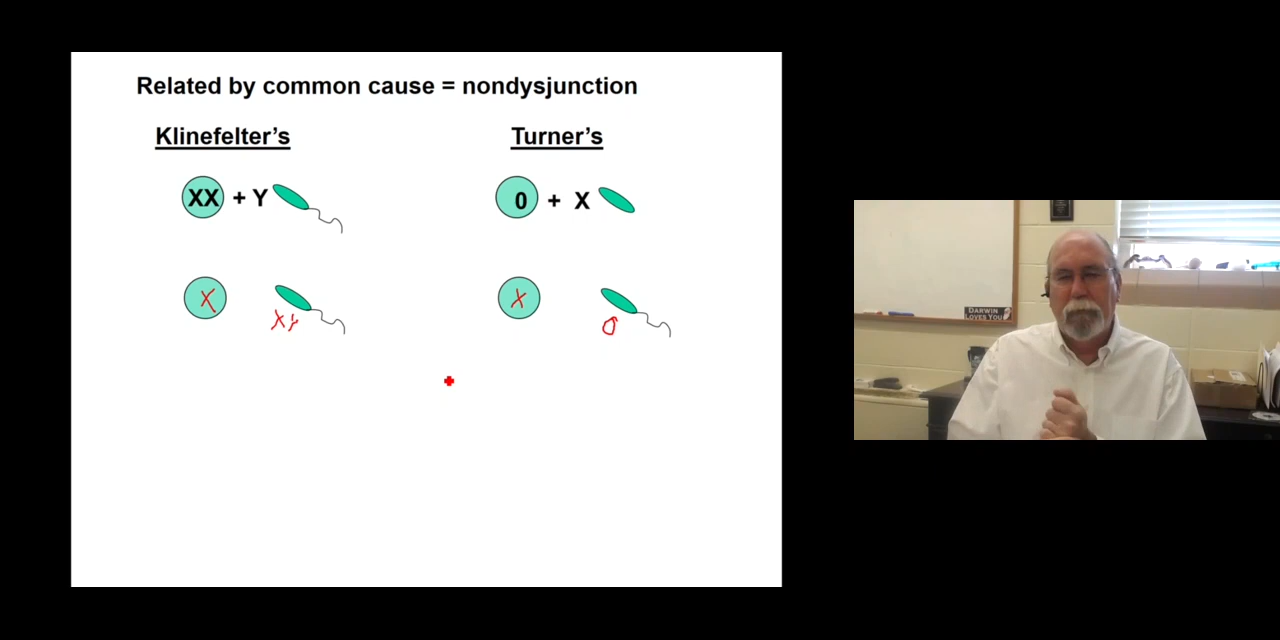 Related by common cause = nondysjunction
Klinefelter's
Turner's
XX + Y
0 + X
X
XY
X
0
DARWIN
LOVES YOU